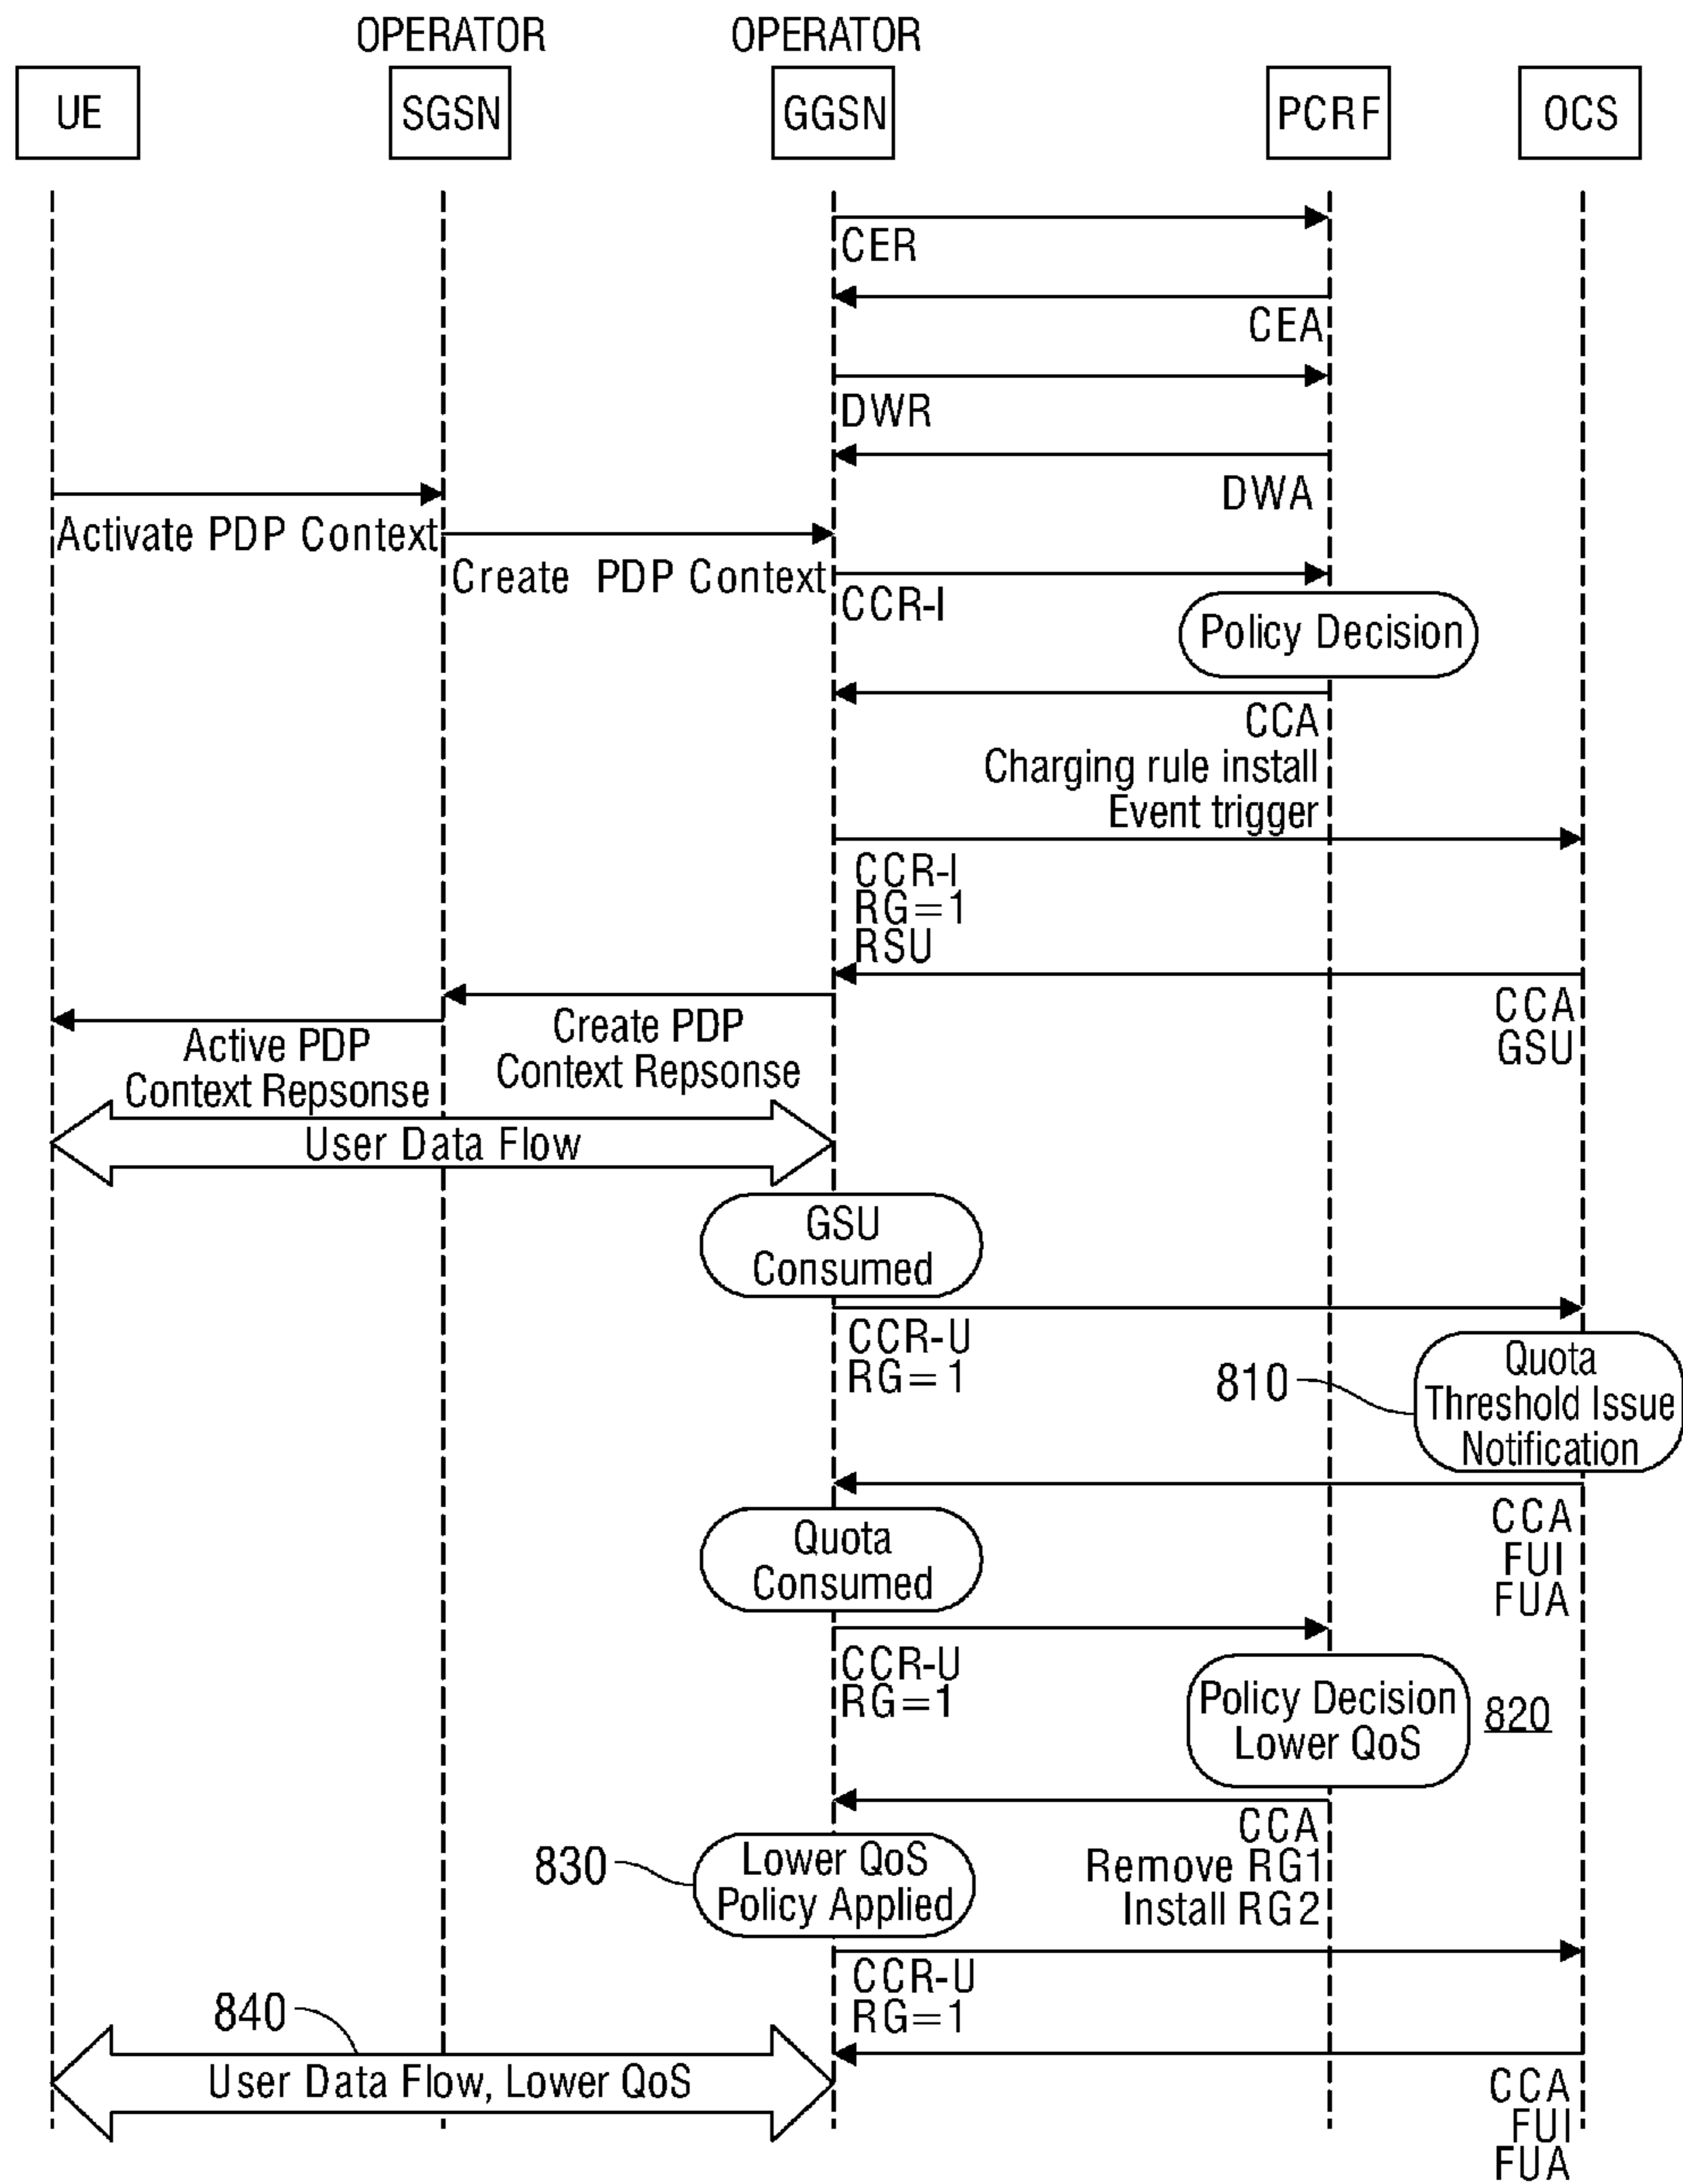 OPERATOR
OPERATOR
UE
SGSN
GGSN
PCRF
OCS
CER
CEA
DWR
DWA
Activate PDP Context
Create PDP Context
CCR-I
Policy Decision
CCA
Charging rule install
Event trigger
CCR-I
RG=1
RSU
CCA
GSU
Create PDP
Context Repsonse
Active PDP
Context Repsonse
User Data Flow
GSU
Consumed
CCR-U
RG=1
810
Quota
Threshold Issue
Notification
CCA
FUI
FUA
Quota
Consumed
CCR-U
RG=1
Policy Decision
Lower QoS
820
CCA
Remove RG1
Install RG2
830
Lower QoS
Policy Applied
CCR-U
RG=1
840
User Data Flow, Lower QoS
CCA
FUI
FUA